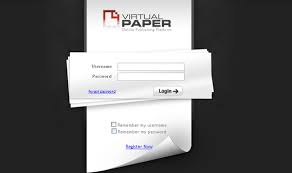 VIRTUAL
PAPER
Online Publishing Platform
Username
Password
forgot password
Login
Remember my username
Remember my password
Register Now